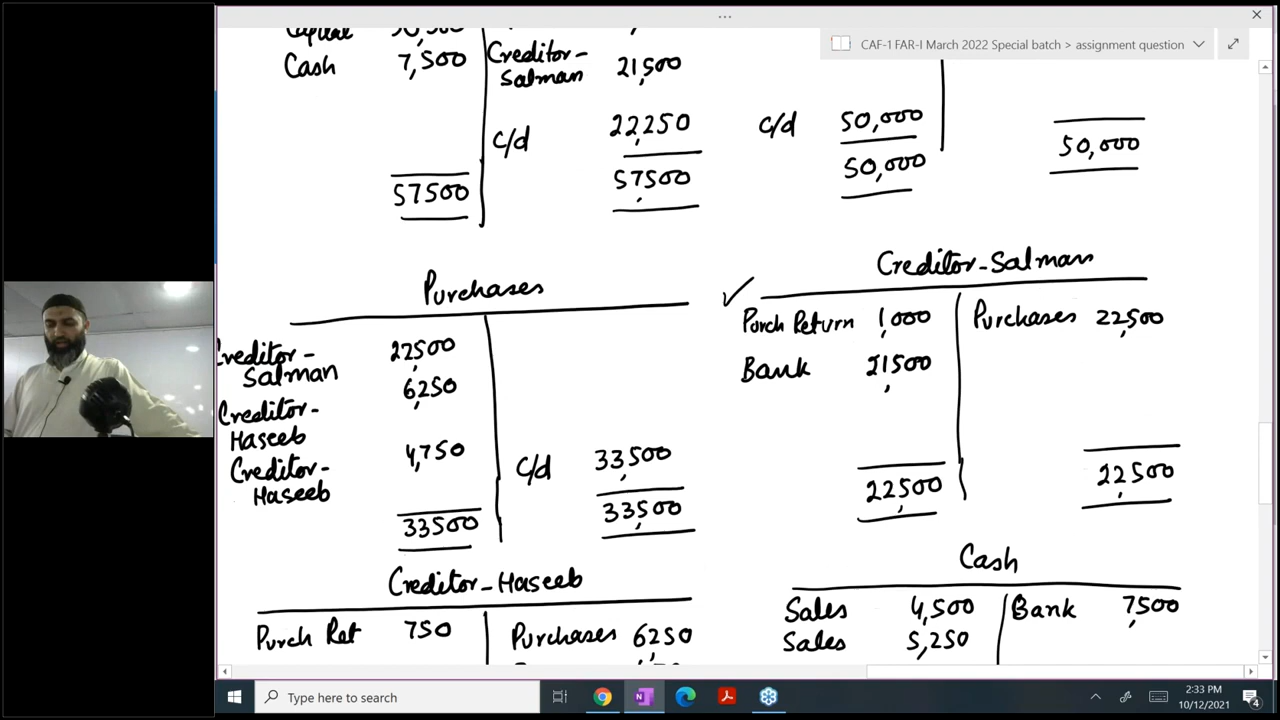 CAF-1 FAR-I March 2022 Special batch > assignment question
Capital
Cash 7,500
Creditor-
Salman 21,500
c/d 22,250
57500 57500
c/d 50,000
50,000 50,000
Purchases
Creditor-
Salman 22500
Creditor-
Haseeb 6250
Creditor-
Haseeb 4,750
c/d 33,500
33500 33,500
Creditor-Salman
Purch Return 1,000 Purchases 22,500
Bank 21500
22,500 22,500
Creditor-Haseeb
Purch Ret 750 Purchases 6250
Cash
Sales 4,500 Bank 7,500
Sales 5,250
Type here to search
2:33 PM
10/12/2021
4